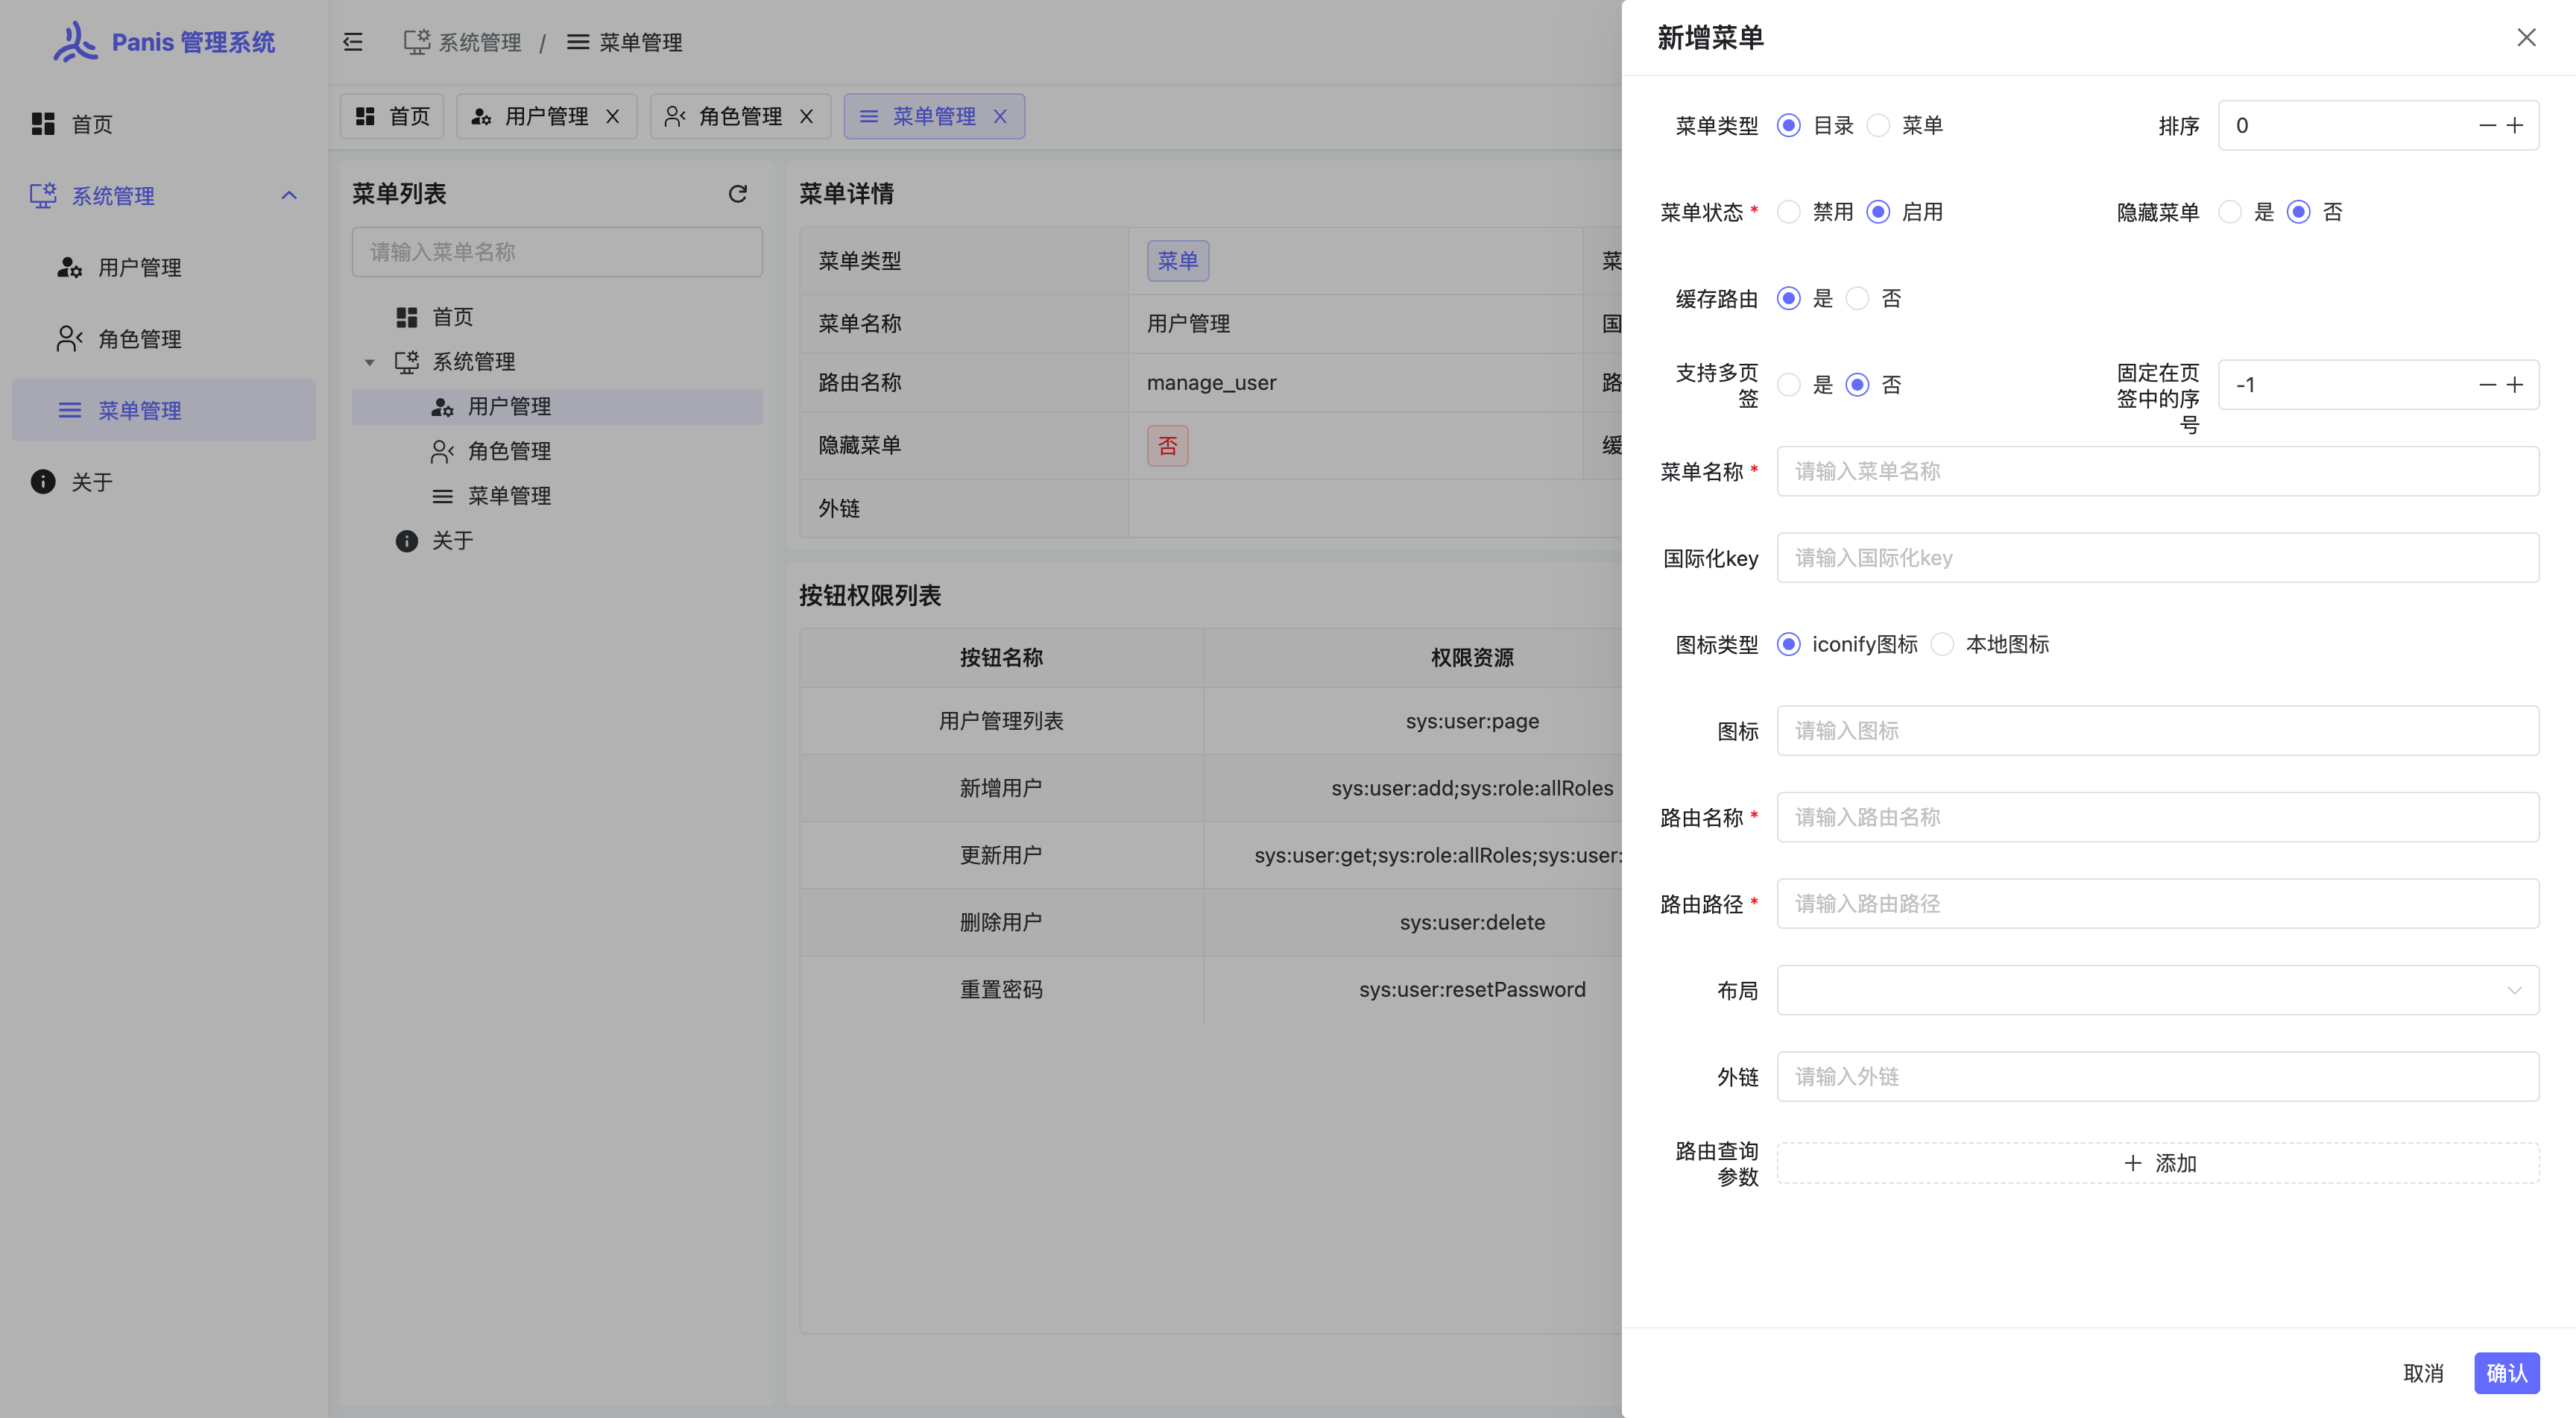 Panis 管理系统
首页
系统管理
用户管理
角色管理
菜单管理
关于
系统管理 / 菜单管理
首页 用户管理 角色管理 菜单管理
菜单列表
请输入菜单名称
首页
系统管理
用户管理
角色管理
菜单管理
关于
菜单详情
菜单类型 菜单 菜
菜单名称 用户管理 国
路由名称 manage_user 路
隐藏菜单 否 缓
外链
按钮权限列表
按钮名称 权限资源
用户管理列表 sys:user:page
新增用户 sys:user:add;sys:role:allRoles
更新用户 sys:user:get;sys:role:allRoles;sys:user:
删除用户 sys:user:delete
重置密码 sys:user:resetPassword
新增菜单
菜单类型 目录 菜单 排序 0
菜单状态 * 禁用 启用 隐藏菜单 是 否
缓存路由 是 否
支持多页
签 是 否
固定在页
签中的序
号 -1
菜单名称 * 请输入菜单名称
国际化key 请输入国际化key
图标类型 iconify图标 本地图标
图标 请输入图标
路由名称 * 请输入路由名称
路由路径 * 请输入路由路径
布局
外链 请输入外链
路由查询
参数 添加
取消 确认